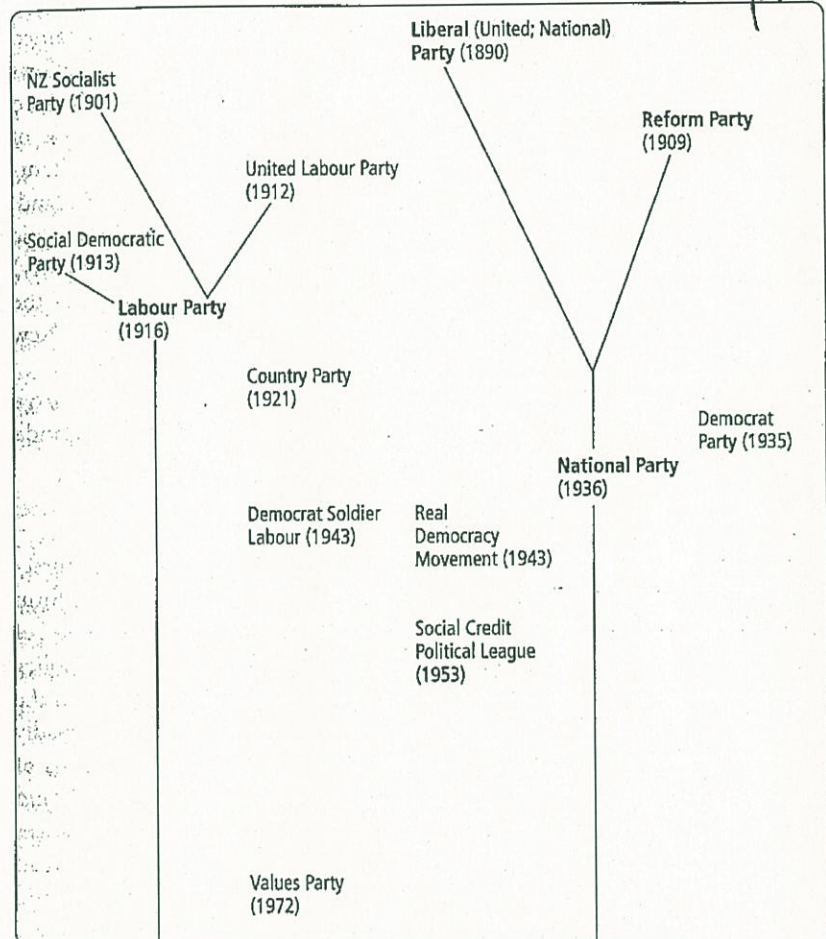 Liberal (United; National)
Party (1890)
NZ Socialist
Party (1901)
Reform Party
(1909)
United Labour Party
(1912)
Social Democratic
Party (1913)
Labour Party
(1916)
Country Party
(1921)
Democrat
Party (1935)
National Party
(1936)
Democrat Soldier
Labour (1943)
Real
Democracy
Movement (1943)
Social Credit
Political League
(1953)
Values Party
(1972)